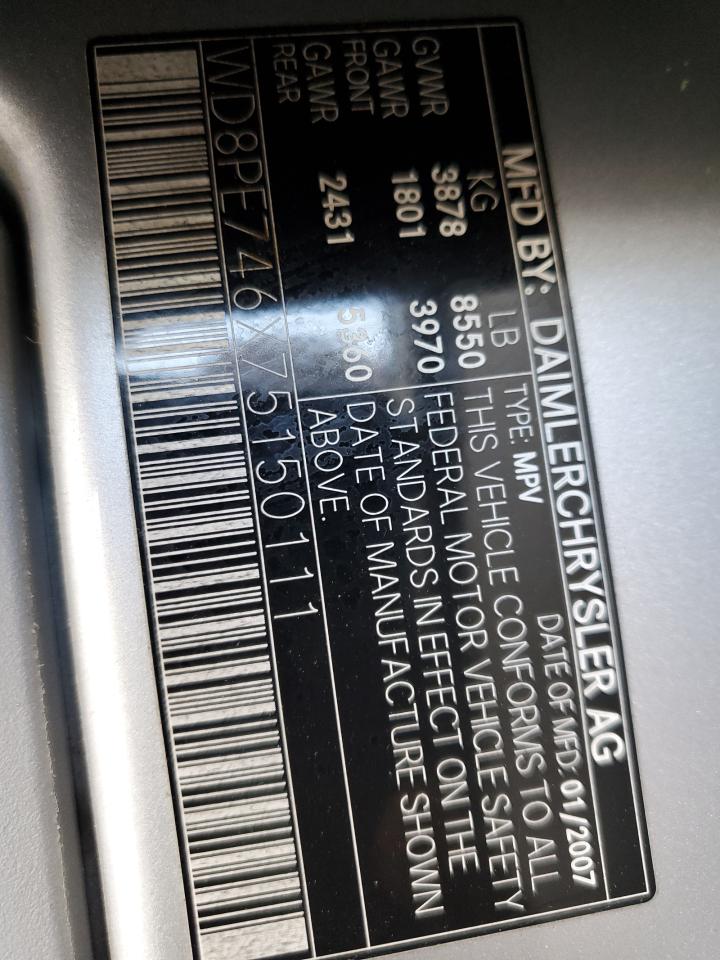 MFD BY: DAIMLERCHRYSLER AG
DATE OF MFD: 01/2007
KG LB TYPE: MPV
GVWR 3878 8550
GAWR FRONT 1801 3970
GAWR REAR 2431 5360
THIS VEHICLE CONFORMS TO ALL
FEDERAL MOTOR VEHICLE SAFETY
STANDARDS IN EFFECT ON THE
DATE OF MANUFACTURE SHOWN
ABOVE.
WD8PE746X75150111